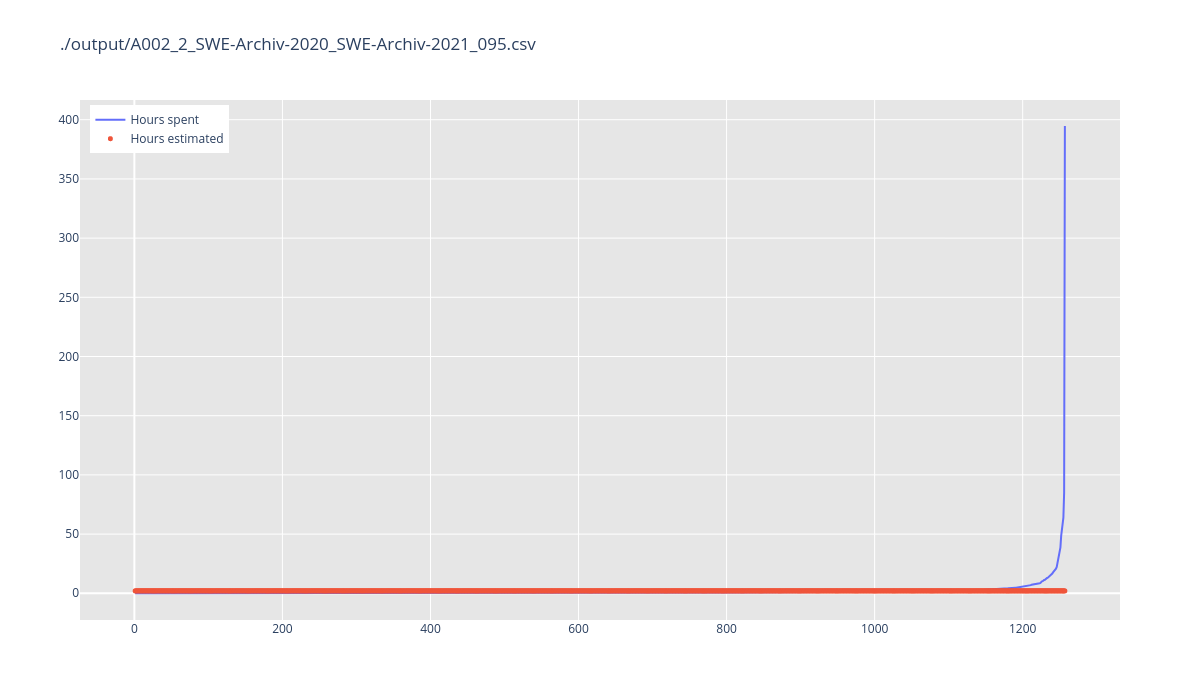 ./output/A002_2_SWE-Archiv-2020_SWE-Archiv-2021_095.csv
Hours spent
Hours estimated
400
350
300
250
200
150
100
50
0
0 200 400 600 800 1000 1200